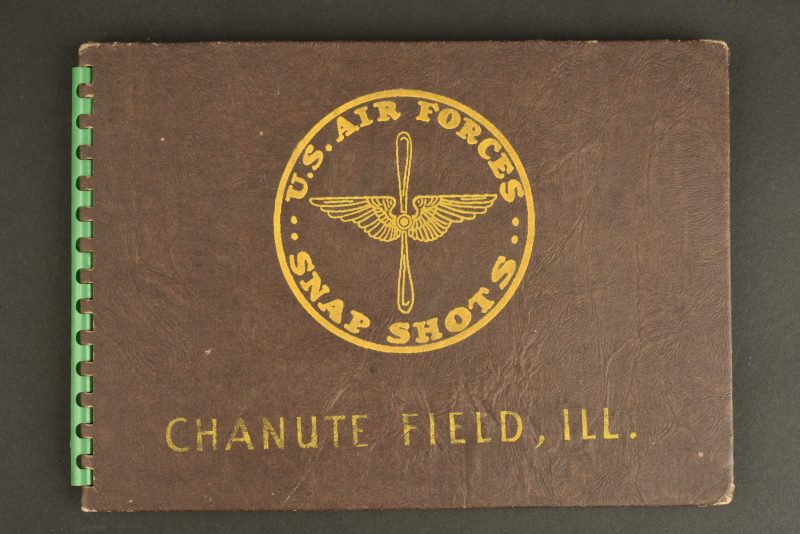 U.S. AIR FORCES
SNAP SHOTS
CHANUTE FIELD, ILL.